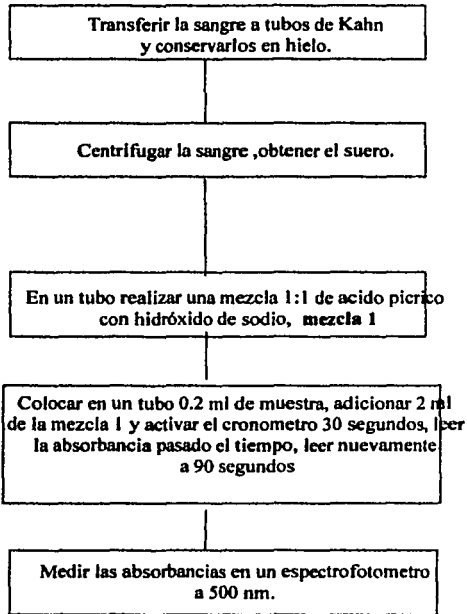 Transferir la sangre a tubos de Kahn
y conservarlos en hielo.
Centrifugar la sangre ,obtener el suero.
En un tubo realizar una mezcla 1:1 de acido picrico
con hidróxido de sodio, mezcla 1
Colocar en un tubo 0.2 ml de muestra, adicionar 2 ml
de la mezcla 1 y activar el cronometro 30 segundos, leer
la absorbancia pasado el tiempo, leer nuevamente
a 90 segundos
Medir las absorbancias en un espectrofotometro
a 500 nm.